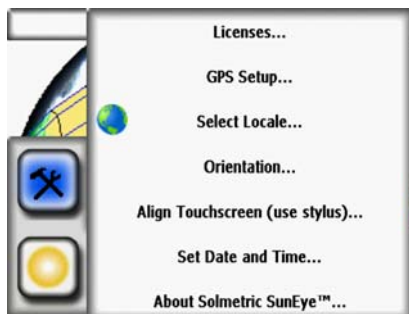 Licenses...
GPS Setup...
Select Locale...
Orientation...
Align Touchscreen (use stylus)...
Set Date and Time...
About Solmetric SunEye™...